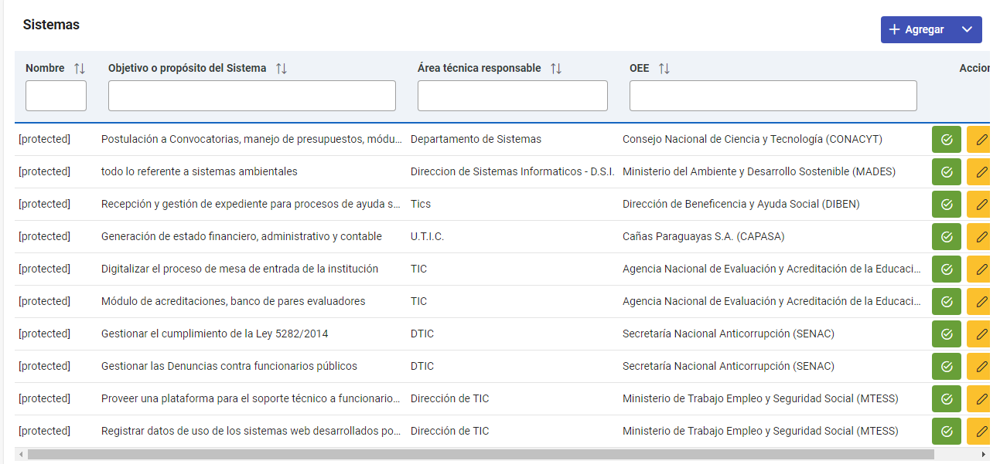 Sistemas
Agregar
Nombre Objetivo o propósito del Sistema Área técnica responsable OEE Accion
[protected] Postulación a Convocatorias, manejo de presupuestos, módu... Departamento de Sistemas Consejo Nacional de Ciencia y Tecnología (CONACYT)
[protected] todo lo referente a sistemas ambientales Direccion de Sistemas Informaticos - D.S.I. Ministerio del Ambiente y Desarrollo Sostenible (MADES)
[protected] Recepción y gestión de expediente para procesos de ayuda s... Tics Dirección de Beneficencia y Ayuda Social (DIBEN)
[protected] Generación de estado financiero, administrativo y contable U.T.I.C. Cañas Paraguayas S.A. (CAPASA)
[protected] Digitalizar el proceso de mesa de entrada de la institución TIC Agencia Nacional de Evaluación y Acreditación de la Educaci...
[protected] Módulo de acreditaciones, banco de pares evaluadores TIC Agencia Nacional de Evaluación y Acreditación de la Educaci...
[protected] Gestionar el cumplimiento de la Ley 5282/2014 DTIC Secretaría Nacional Anticorrupción (SENAC)
[protected] Gestionar las Denuncias contra funcionarios públicos DTIC Secretaría Nacional Anticorrupción (SENAC)
[protected] Proveer una plataforma para el soporte técnico a funcionario... Dirección de TIC Ministerio de Trabajo Empleo y Seguridad Social (MTESS)
[protected] Registrar datos de uso de los sistemas web desarrollados po... Dirección de TIC Ministerio de Trabajo Empleo y Seguridad Social (MTESS)